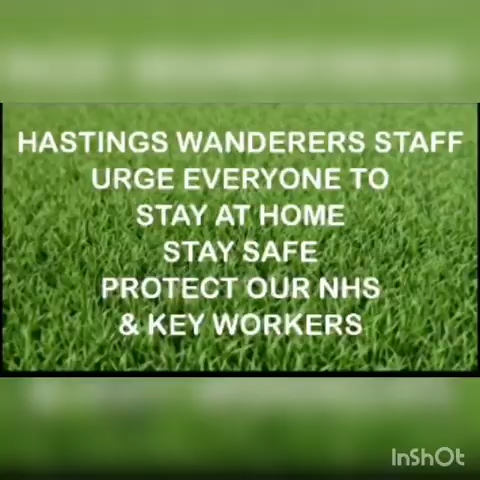 HASTINGS WANDERERS STAFF
URGE EVERYONE TO
STAY AT HOME
STAY SAFE
PROTECT OUR NHS
& KEY WORKERS
InShOt